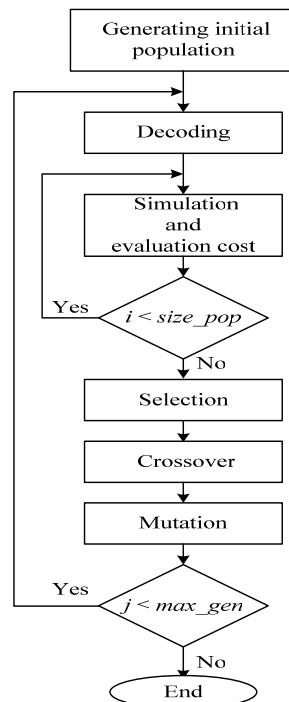 Generating initial
population
Decoding
Simulation
and
evaluation cost
Yes
i < size_pop
No
Selection
Crossover
Mutation
Yes
j < max_gen
No
End